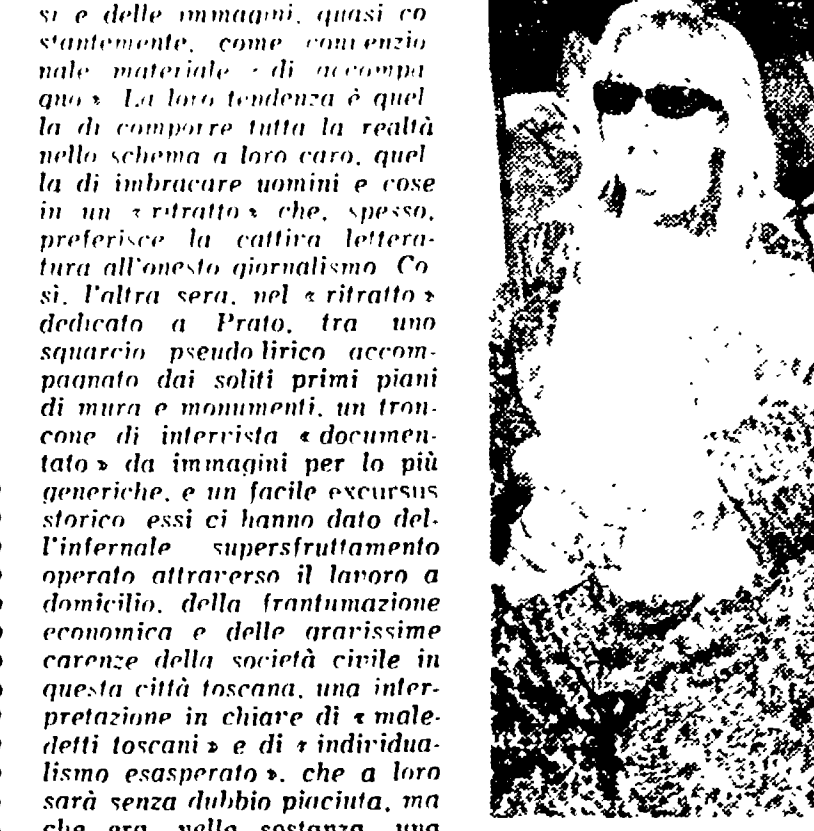 si e delle immagini, quasi co
stantemente, come convenzio
nale materiale « di accompa
gno » La loro tendenza è quel
la di comporre tutta la realtà
nello schema a loro caro, quel
la di imbracare uomini e cose
in un « ritratto » che, spesso,
preferisce la cattiva lettera-
tura all'onesto giornalismo Co
sì, l'altra sera, nel « ritratto »
dedicato a Prato, tra uno
squarcio pseudo lirico accom-
pagnato dai soliti primi piani
di mura e monumenti, un tron-
cone di intervista « documen-
tato » da immagini per lo più
generiche, e un facile excursus
storico essi ci hanno dato del-
l'infernale supersfruttamento
operato attraverso il lavoro a
domicilio, della frantumazione
economica e delle gravissime
carenze della società civile in
questa città toscana, una inter-
pretazione in chiave di « male-
detti toscani » e di « individua-
lismo esasperato », che a loro
sarà senza dubbio piaciuta, ma
che era, nella sostanza, una